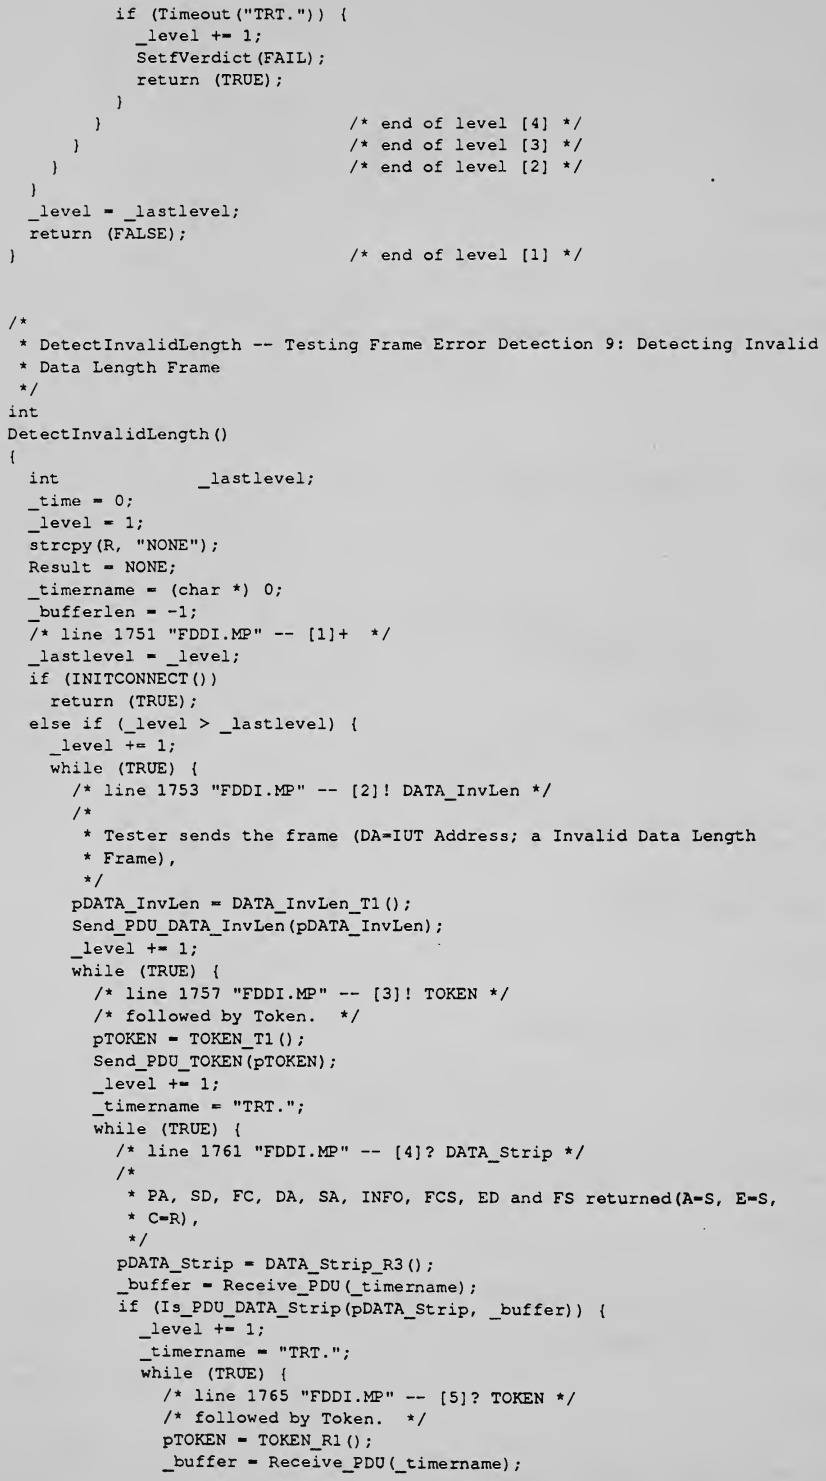 if (Timeout("TRT.")) {
            _level += 1;
            SetfVerdict(FAIL);
            return (TRUE);
          }
        }                       /* end of level [4] */
      }                         /* end of level [3] */
    }                           /* end of level [2] */
  }
  _level = _lastlevel;
  return (FALSE);
}                               /* end of level [1] */

/*
 * DetectInvalidLength -- Testing Frame Error Detection 9: Detecting Invalid
 * Data Length Frame
 */
int
DetectInvalidLength()
{
  int             _lastlevel;
  _time = 0;
  _level = 1;
  strcpy(R, "NONE");
  Result = NONE;
  _timername = (char *) 0;
  _bufferlen = -1;
  /* line 1751 "FDDI.MP" -- [1]+  */
  _lastlevel = _level;
  if (INITCONNECT())
    return (TRUE);
  else if (_level > _lastlevel) {
    _level += 1;
    while (TRUE) {
      /* line 1753 "FDDI.MP" -- [2]! DATA_InvLen */
      /*
       * Tester sends the frame (DA=IUT Address; a Invalid Data Length
       * Frame),
       */
      pDATA_InvLen = DATA_InvLen_T1();
      Send_PDU_DATA_InvLen(pDATA_InvLen);
      _level += 1;
      while (TRUE) {
        /* line 1757 "FDDI.MP" -- [3]! TOKEN */
        /* followed by Token.  */
        pTOKEN = TOKEN_T1();
        Send_PDU_TOKEN(pTOKEN);
        _level += 1;
        _timername = "TRT.";
        while (TRUE) {
          /* line 1761 "FDDI.MP" -- [4]? DATA_Strip */
          /*
           * PA, SD, FC, DA, SA, INFO, FCS, ED and FS returned(A=S, E=S,
           * C=R),
           */
          pDATA_Strip = DATA_Strip_R3();
          _buffer = Receive_PDU(_timername);
          if (Is_PDU_DATA_Strip(pDATA_Strip, _buffer)) {
            _level += 1;
            _timername = "TRT.";
            while (TRUE) {
              /* line 1765 "FDDI.MP" -- [5]? TOKEN */
              /* followed by Token.  */
              pTOKEN = TOKEN_R1();
              _buffer = Receive_PDU(_timername);